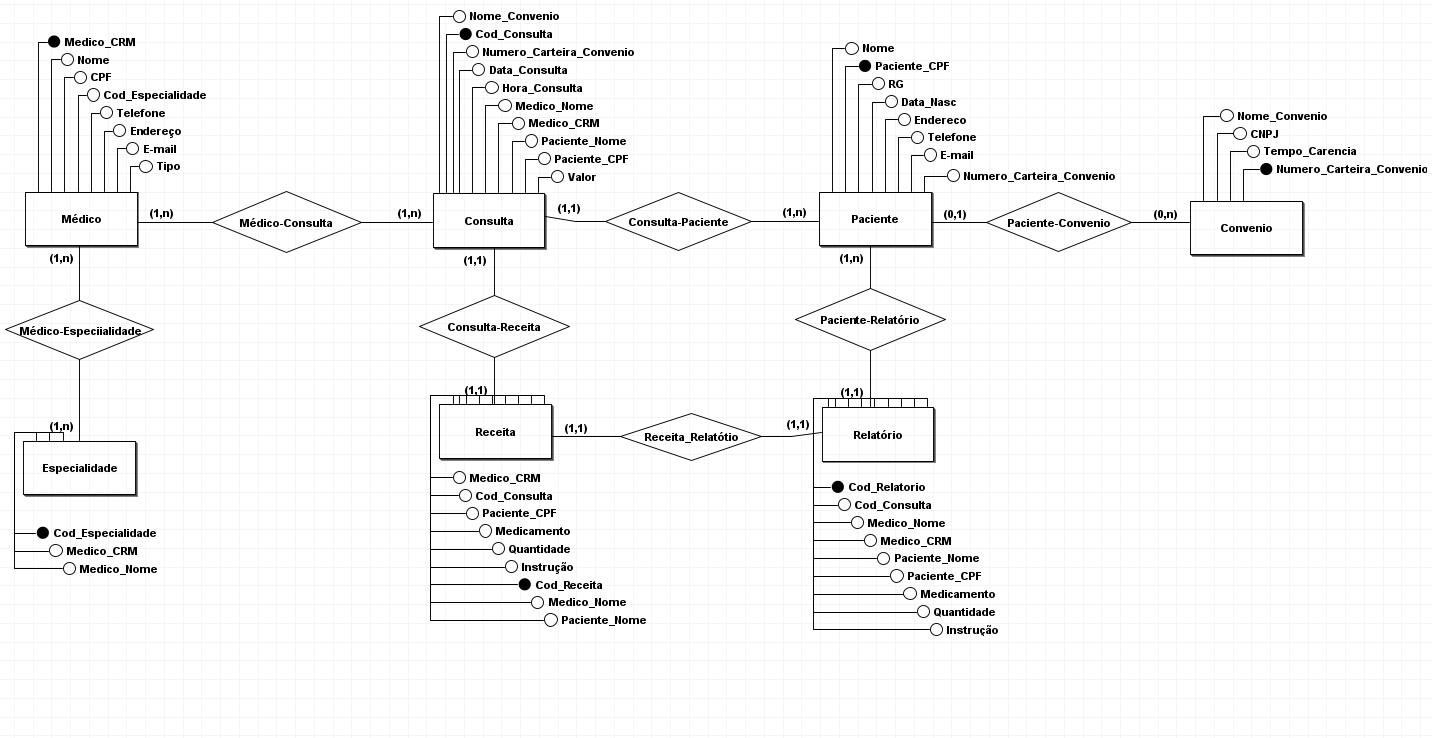 Nome_Convenio
Cod_Consulta
Numero_Carteira_Convenio
Data_Consulta
Hora_Consulta
Medico_Nome
Medico_CRM
Paciente_Nome
Paciente_CPF
Valor
Medico_CRM
Nome
CPF
Cod_Especialidade
Telefone
Endereço
E-mail
Tipo
Nome
Paciente_CPF
RG
Data_Nasc
Endereco
Telefone
E-mail
Numero_Carteira_Convenio
Nome_Convenio
CNPJ
Tempo_Carencia
Numero_Carteira_Convenio
Médico
(1,n)
Médico-Consulta
(1,n)
Consulta
(1,1)
Consulta-Paciente
(1,n)
Paciente
(0,1)
Paciente-Convenio
(0,n)
Convenio
(1,n)
(1,1)
(1,n)
Médico-Especiialidade
Consulta-Receita
Paciente-Relatório
(1,n)
(1,1)
(1,1)
Especialidade
Receita
(1,1)
Receita_Relatótio
(1,1)
Relatório
Cod_Especialidade
Medico_CRM
Medico_Nome
Medico_CRM
Cod_Consulta
Paciente_CPF
Medicamento
Quantidade
Instrução
Cod_Receita
Medico_Nome
Paciente_Nome
Cod_Relatorio
Cod_Consulta
Medico_Nome
Medico_CRM
Paciente_Nome
Paciente_CPF
Medicamento
Quantidade
Instrução